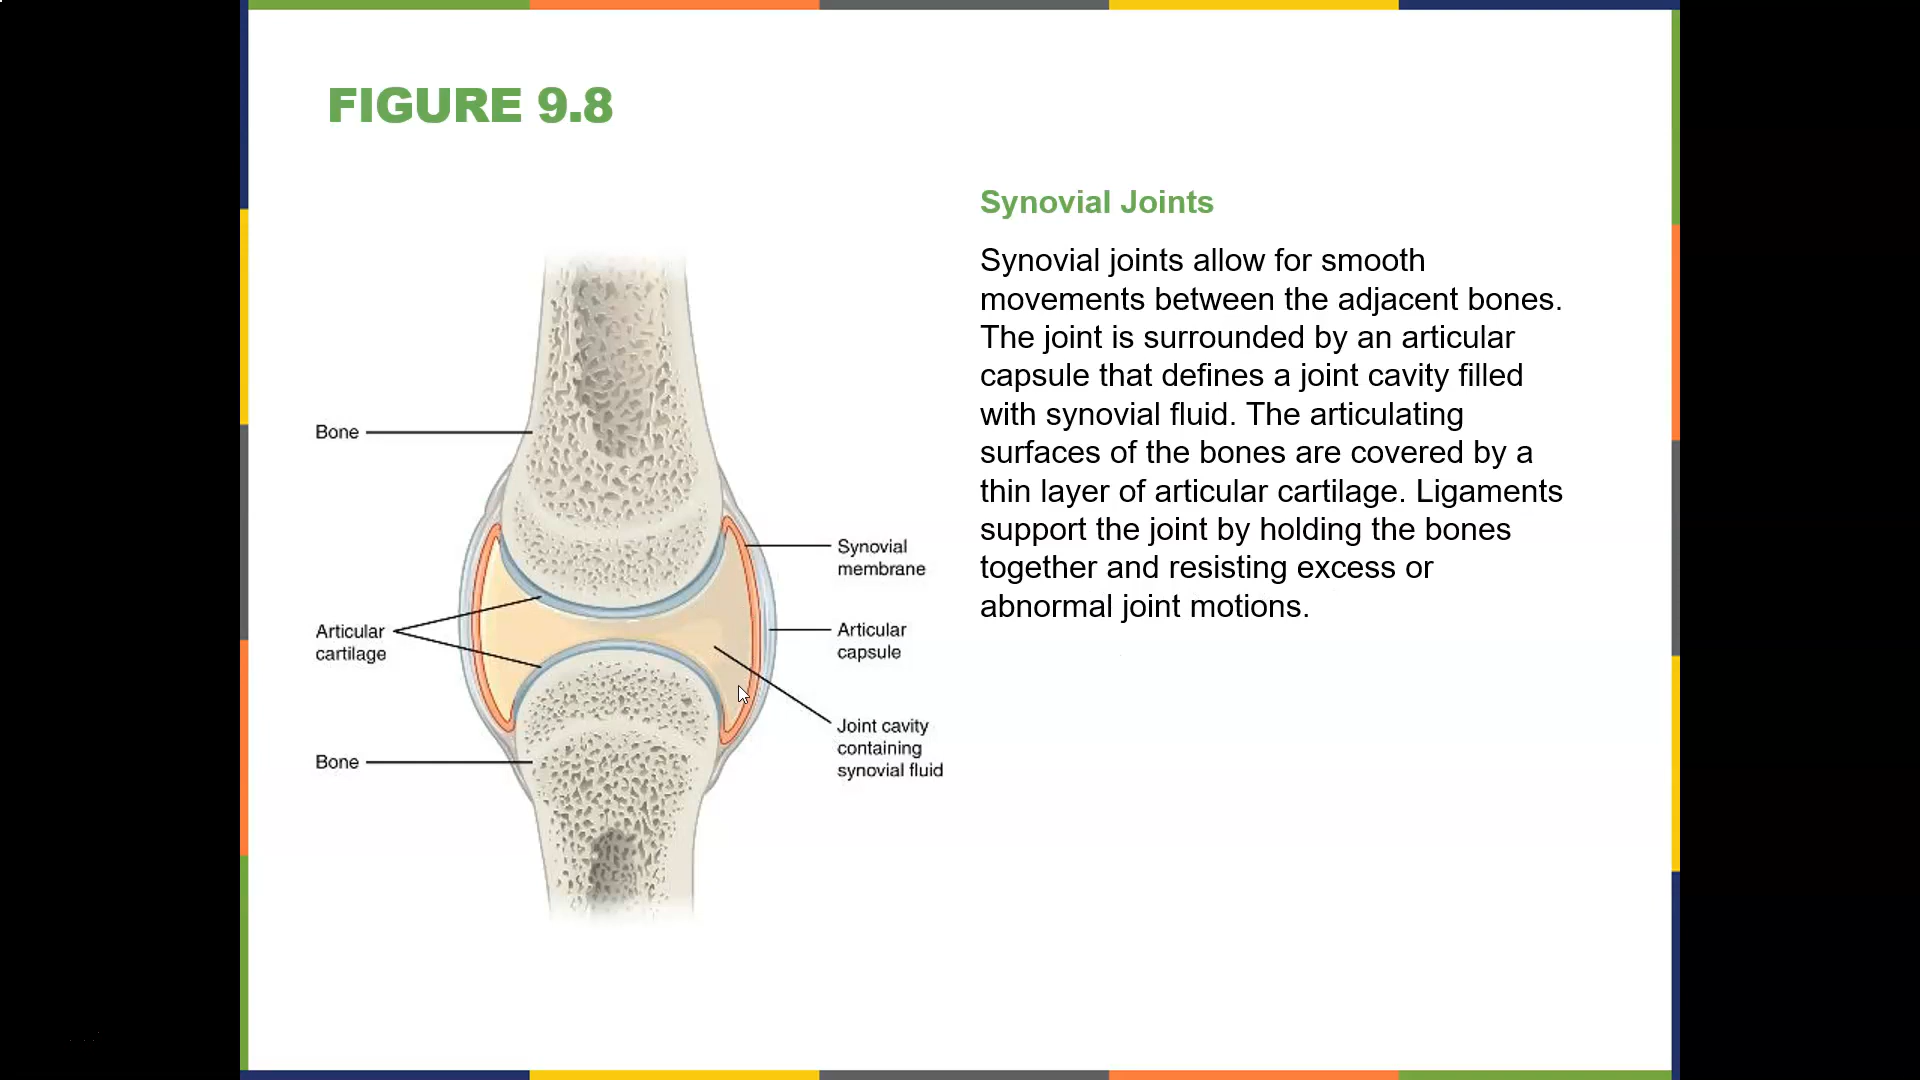 FIGURE 9.8
Synovial Joints
Synovial joints allow for smooth
movements between the adjacent bones.
The joint is surrounded by an articular
capsule that defines a joint cavity filled
with synovial fluid. The articulating
surfaces of the bones are covered by a
thin layer of articular cartilage. Ligaments
support the joint by holding the bones
together and resisting excess or
abnormal joint motions.
Bone
Synovial
membrane
Articular
cartilage
Articular
capsule
Joint cavity
containing
synovial fluid
Bone